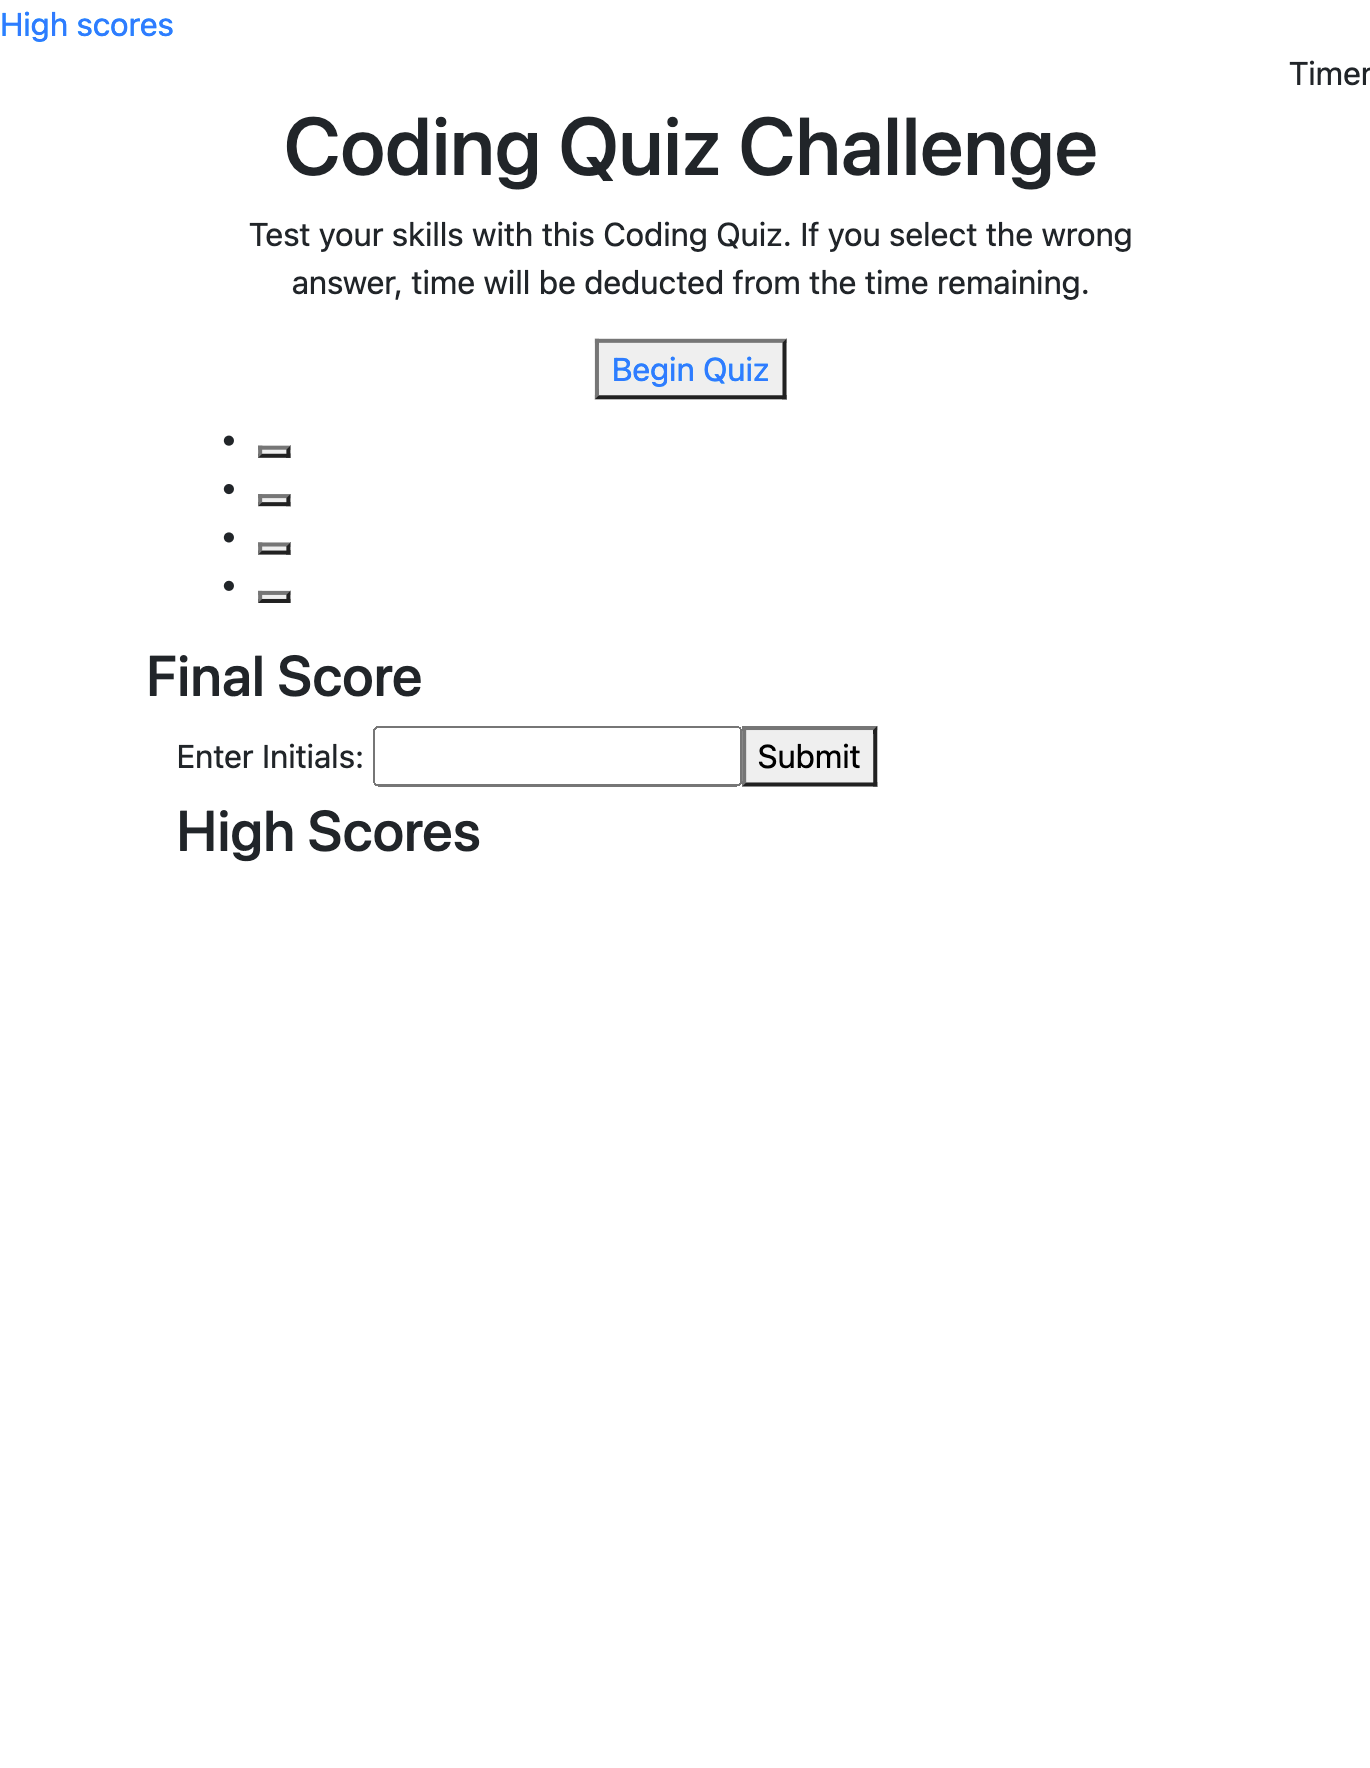 High scores
Timer
Coding Quiz Challenge
Test your skills with this Coding Quiz. If you select the wrong
answer, time will be deducted from the time remaining.
Begin Quiz
Final Score
Enter Initials: Submit
High Scores